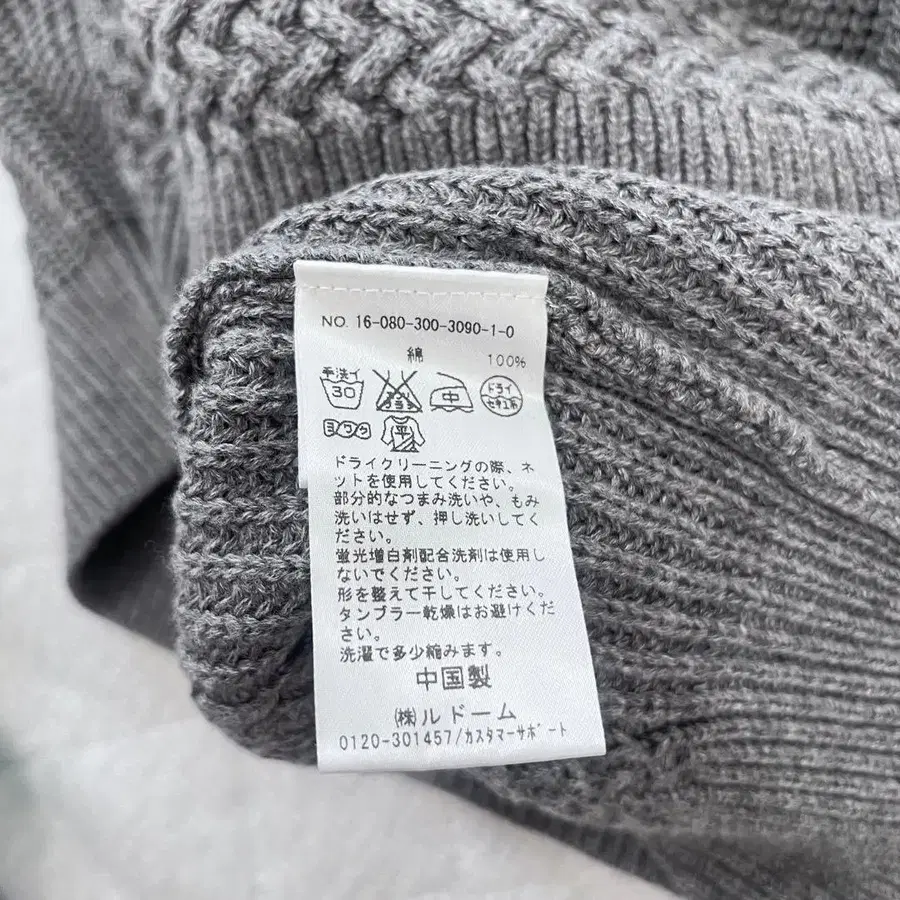 NO. 16-080-300-3090-1-0
綿 100%
手洗イ 30 エンソサラシ 中 ドライ セキユ系
ヨワク 平
ドライクリーニングの際、ネ
ットを使用してください。
部分的なつまみ洗いや、もみ
洗いはせず、押し洗いしてく
ださい。
蛍光増白剤配合洗剤は使用し
ないでください。
形を整えて干してください。
タンブラー乾燥はお避けくだ
さい。
洗濯で多少縮みます。
中国製
㈱ルドーム
0120-301457/カスタマーサポート